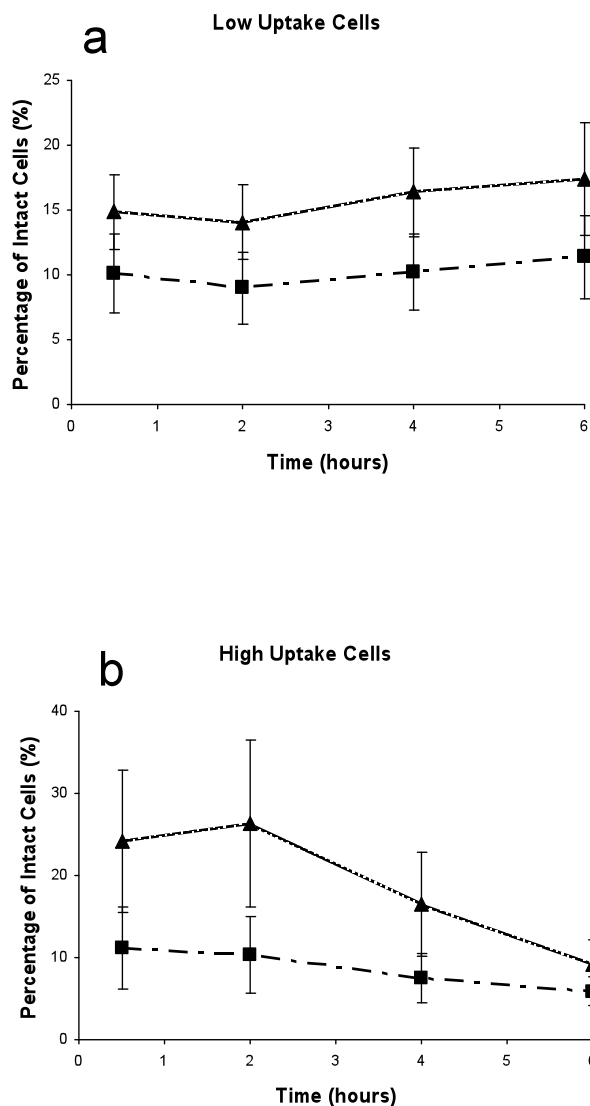 a
Low Uptake Cells
Percentage of Intact Cells (%)
25
20
15
10
5
0
0 1 2 3 4 5 6
Time (hours)
b
High Uptake Cells
Percentage of Intact Cells (%)
40
30
20
10
0
0 1 2 3 4 5 6
Time (hours)